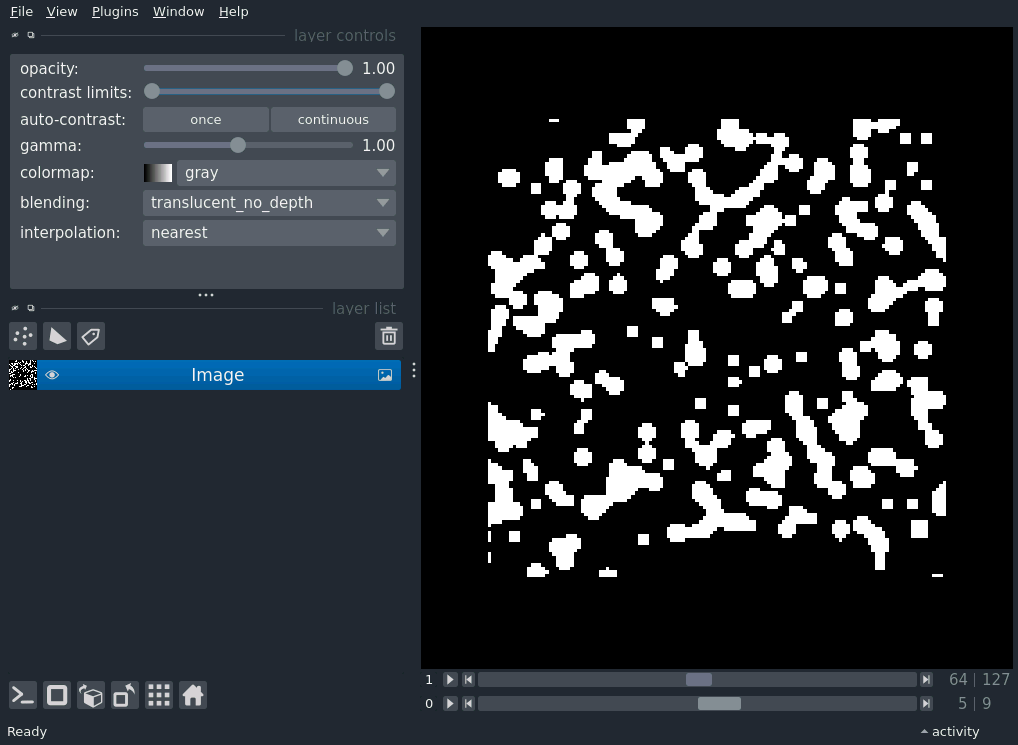 File View Plugins Window Help
layer controls
opacity: 1.00
contrast limits:
auto-contrast: once continuous
gamma: 1.00
colormap: gray
blending: translucent_no_depth
interpolation: nearest
layer list
Image
1 64 | 127
0 5 | 9
Ready activity